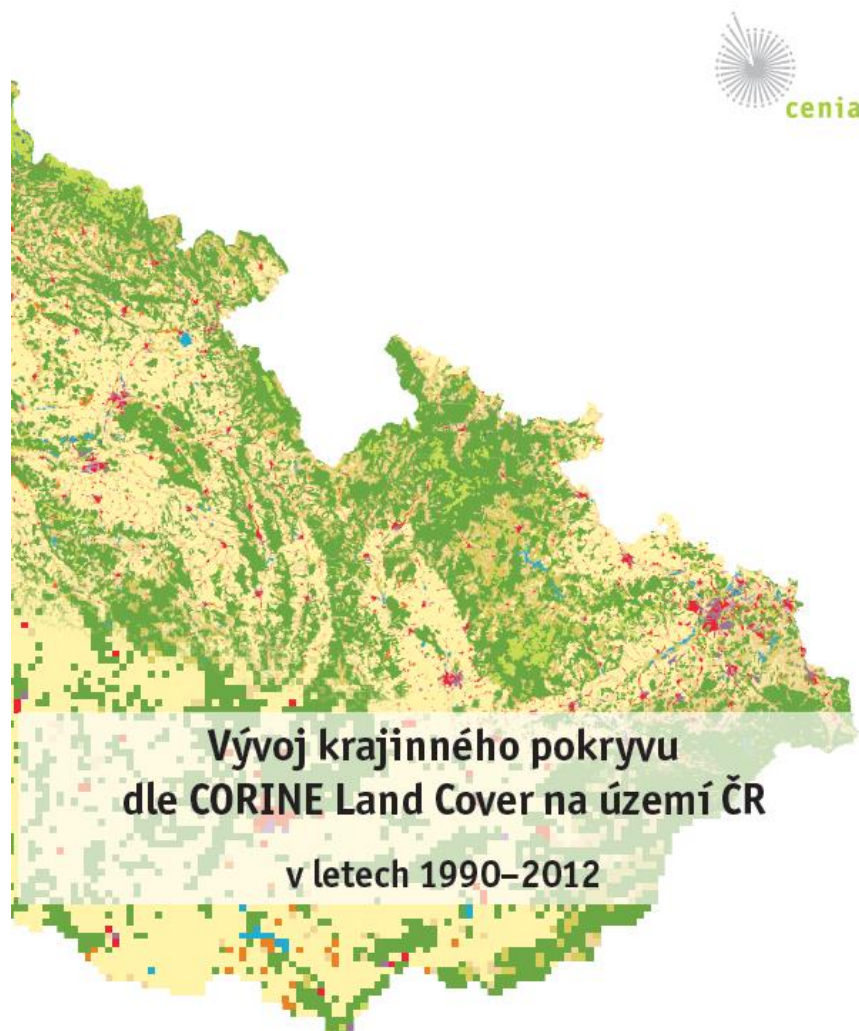 cenia
Vývoj krajinného pokryvu
dle CORINE Land Cover na území ČR
v letech 1990–2012